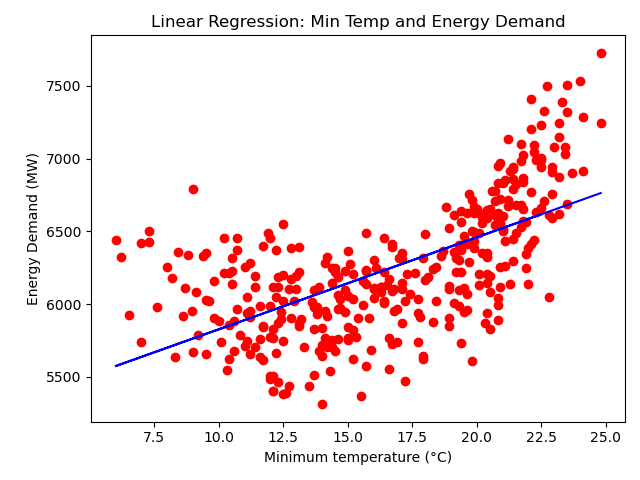 Linear Regression: Min Temp and Energy Demand
7500
7000
6500
6000
5500
Energy Demand (MW)
7.5 10.0 12.5 15.0 17.5 20.0 22.5 25.0
Minimum temperature (°C)